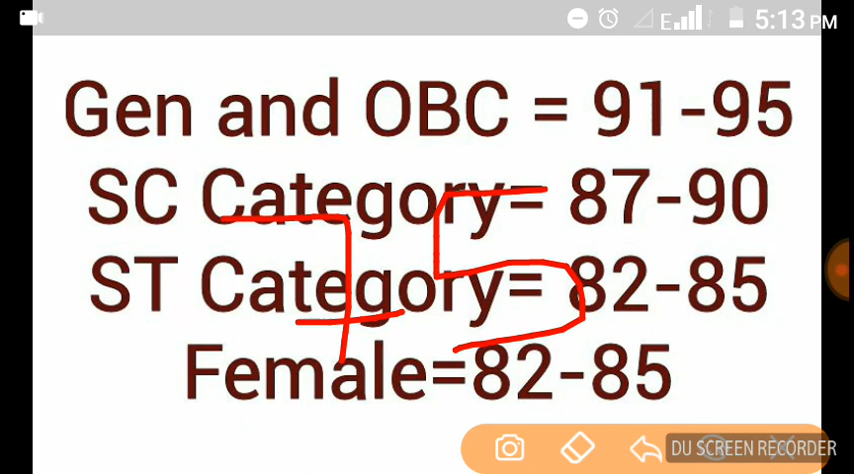 E 5:13 PM
Gen and OBC = 91-95
SC Category= 87-90
75
ST Category= 82-85
Female=82-85
DU SCREEN RECORDER